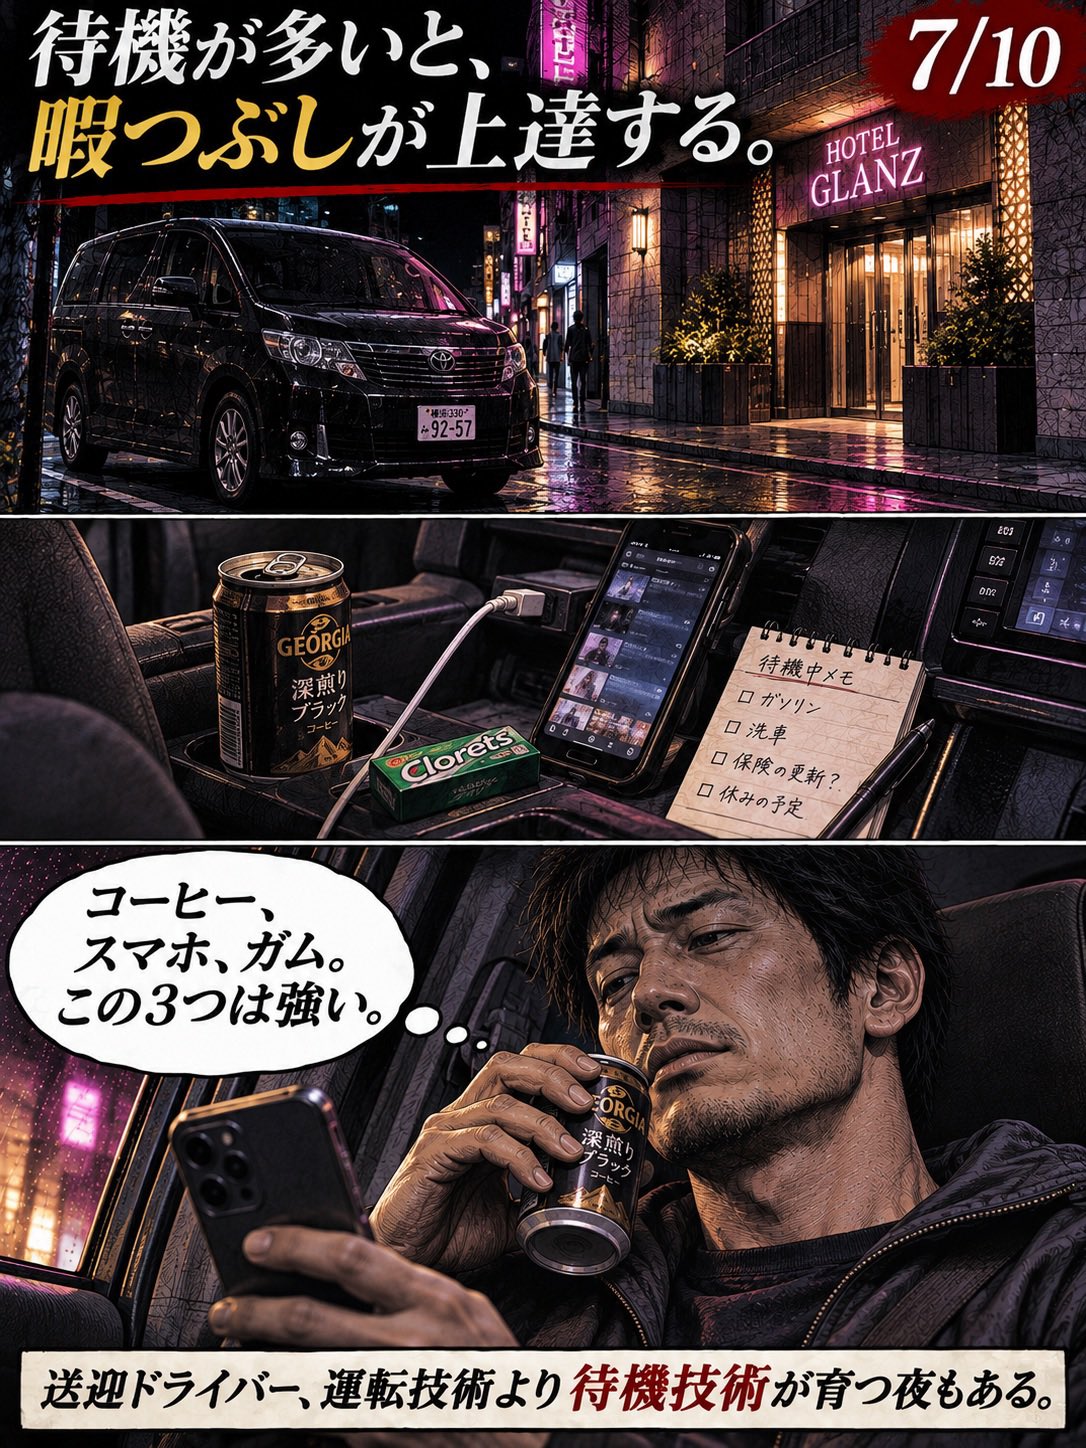 待機が多いと、
暇つぶしが上達する。
7/10
HOTEL
GLANZ
92-57
GEORGIA
深煎り
ブラック
コーヒー
Clorets
待機中メモ
□ ガソリン
□ 洗車
□ 保険の更新?
□ 休みの予定
コーヒー、
スマホ、ガム。
この3つは強い。
EORGIA
深煎り
ブラック
コーヒー
送迎ドライバー、運転技術より待機技術が育つ夜もある。